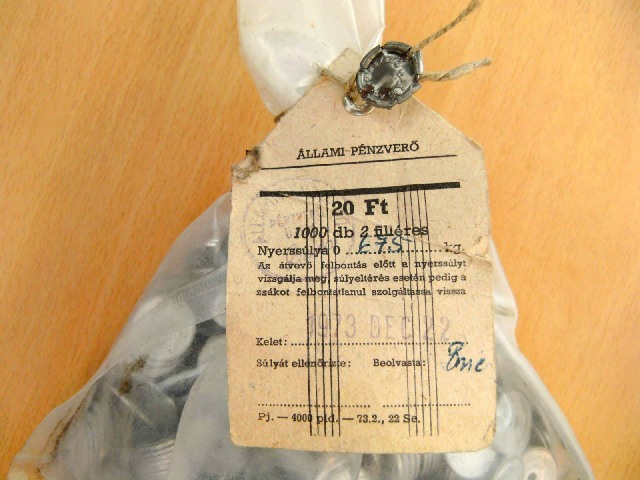 ÁLLAMI PÉNZVERŐ
20 Ft
1000 db 2 filléres
Nyerssúlya 0 675 kg.
Az átvevő felbontás előtt a nyerssúlyt
vizsgálja meg, súlyeltérés esetén pedig a
zsákot felbontatlanul szolgáltassa vissza
1973 DEC 22
Kelet:
Súlyát ellenőrizte: Beolvasta:
Pj. — 4000 pld. — 73.2., 22 Se.